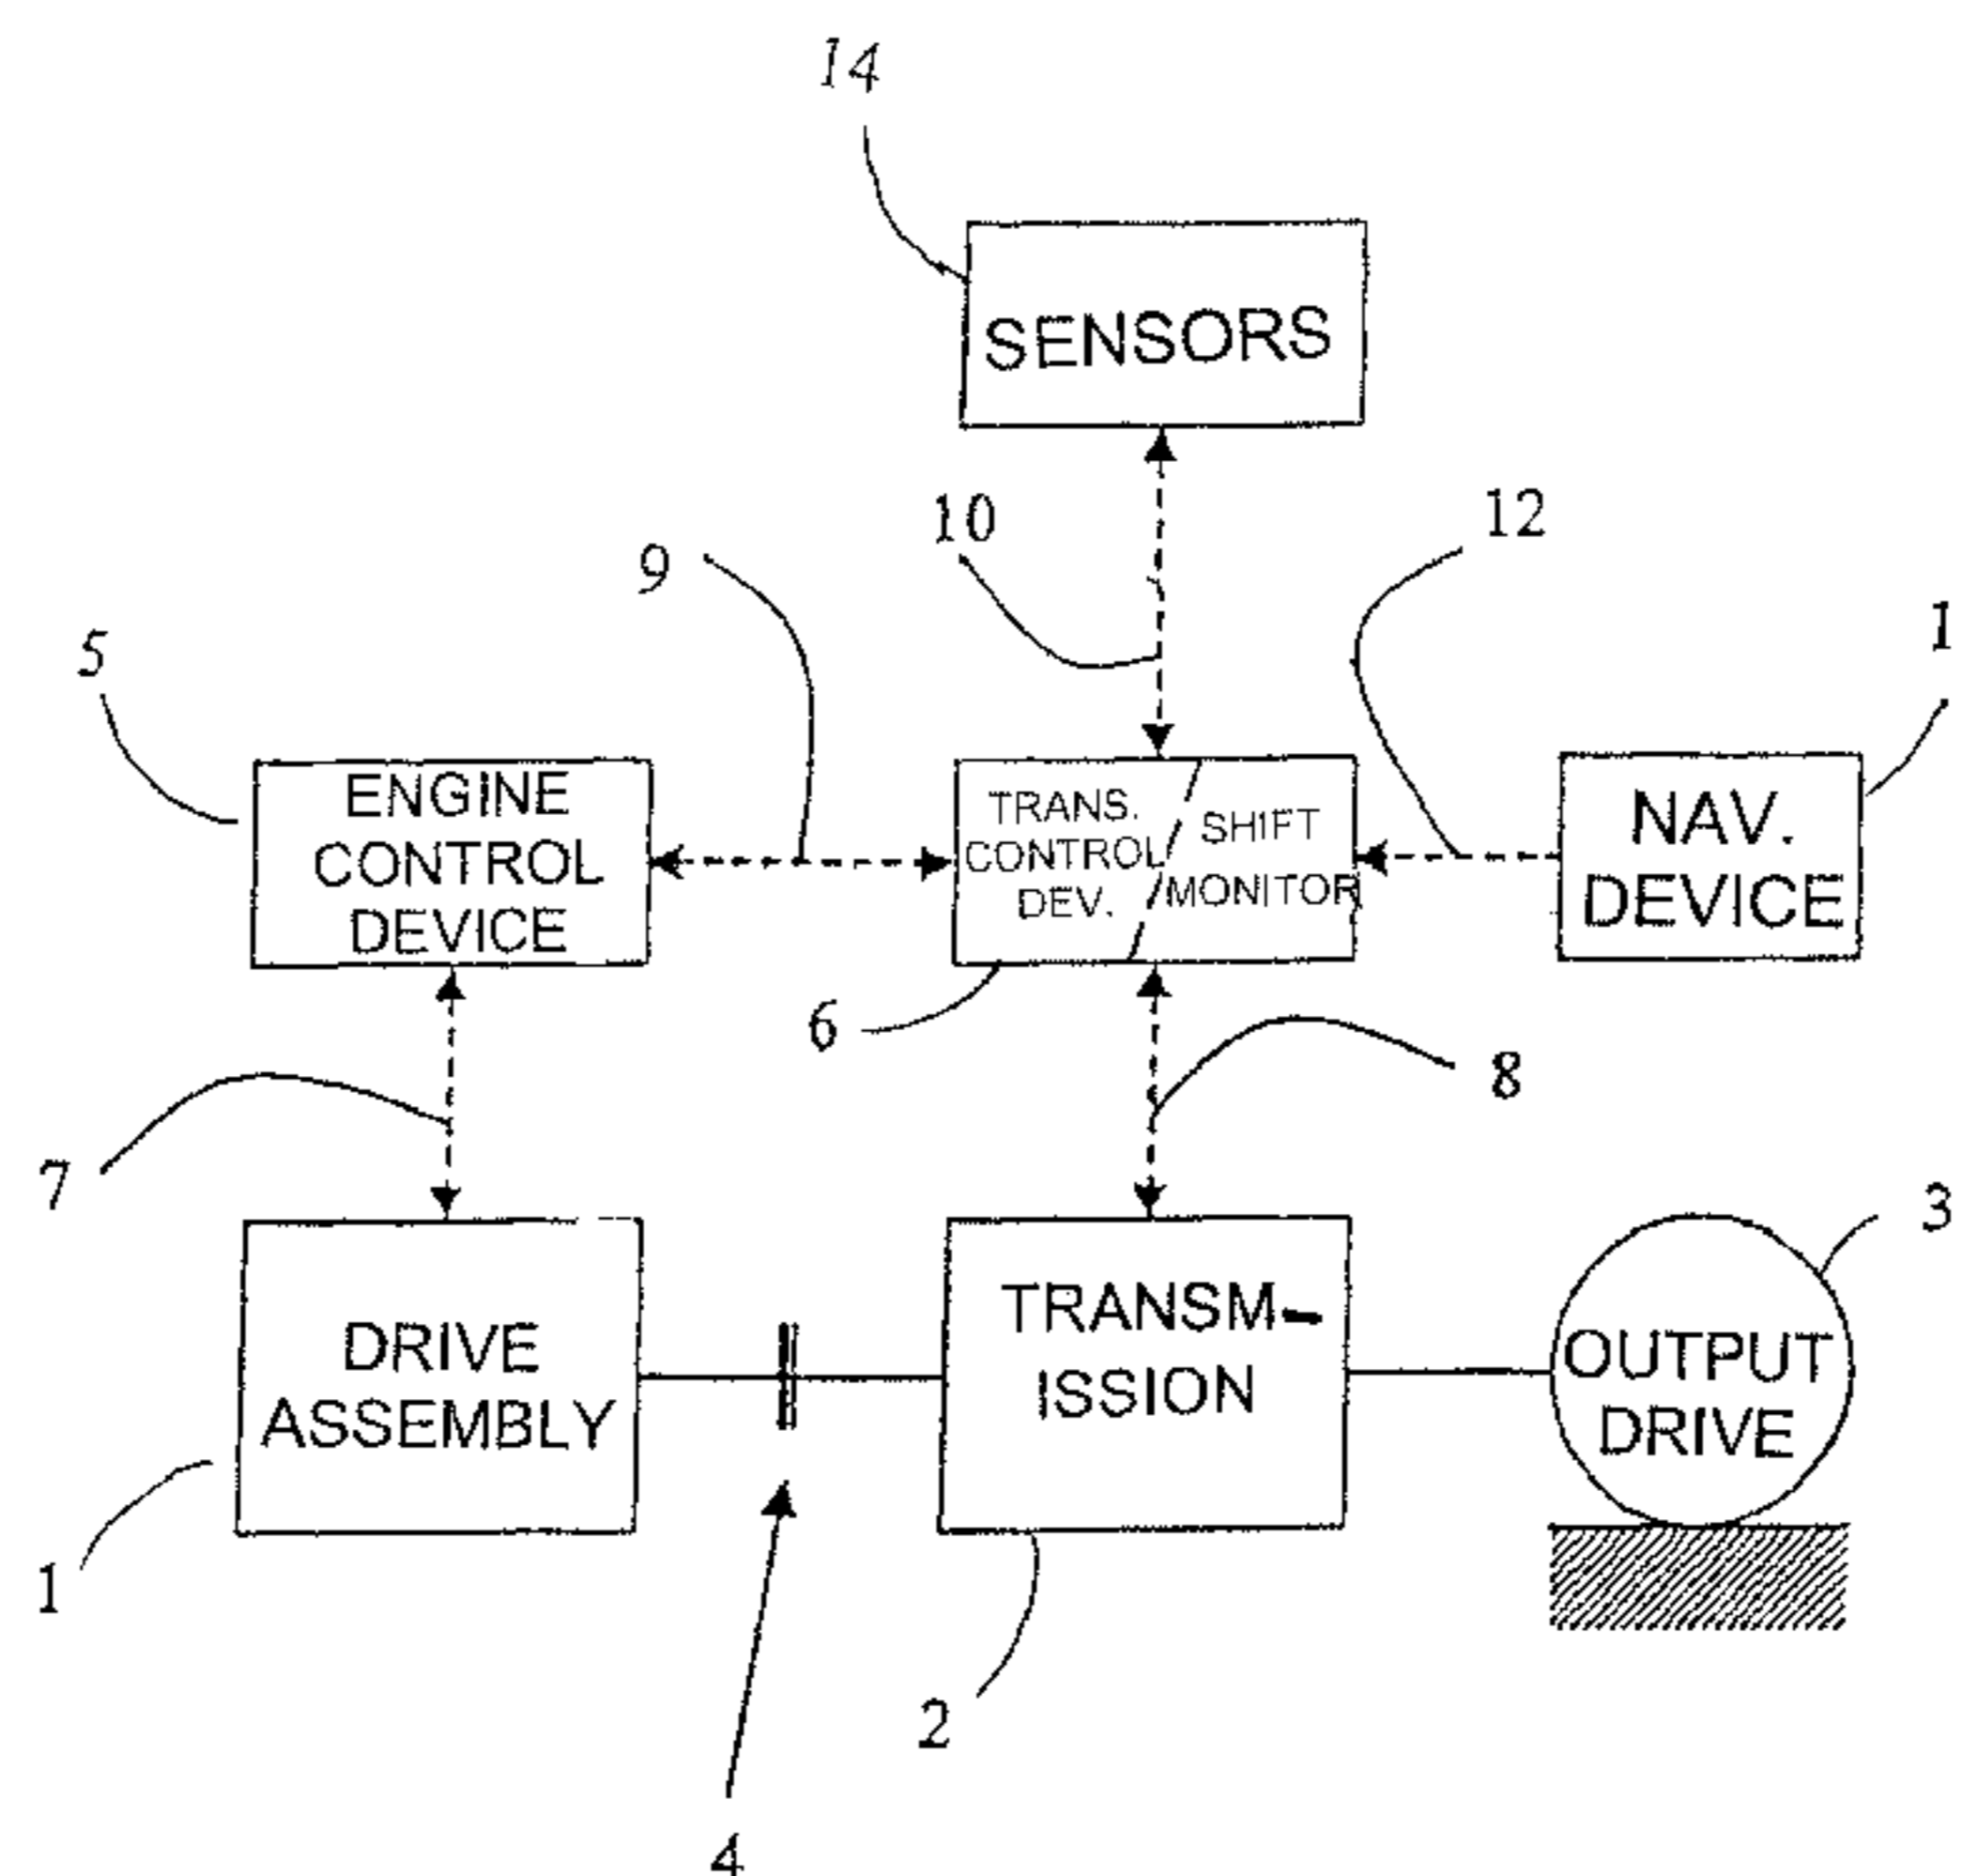 14
SENSORS
10
12
9
1
5
ENGINE
CONTROL
DEVICE
TRANS.
CONTROL
DEV.
SHIFT
MONITOR
NAV.
DEVICE
6
8
7
3
DRIVE
ASSEMBLY
TRANSM-
ISSION
OUTPUT
DRIVE
1
2
4